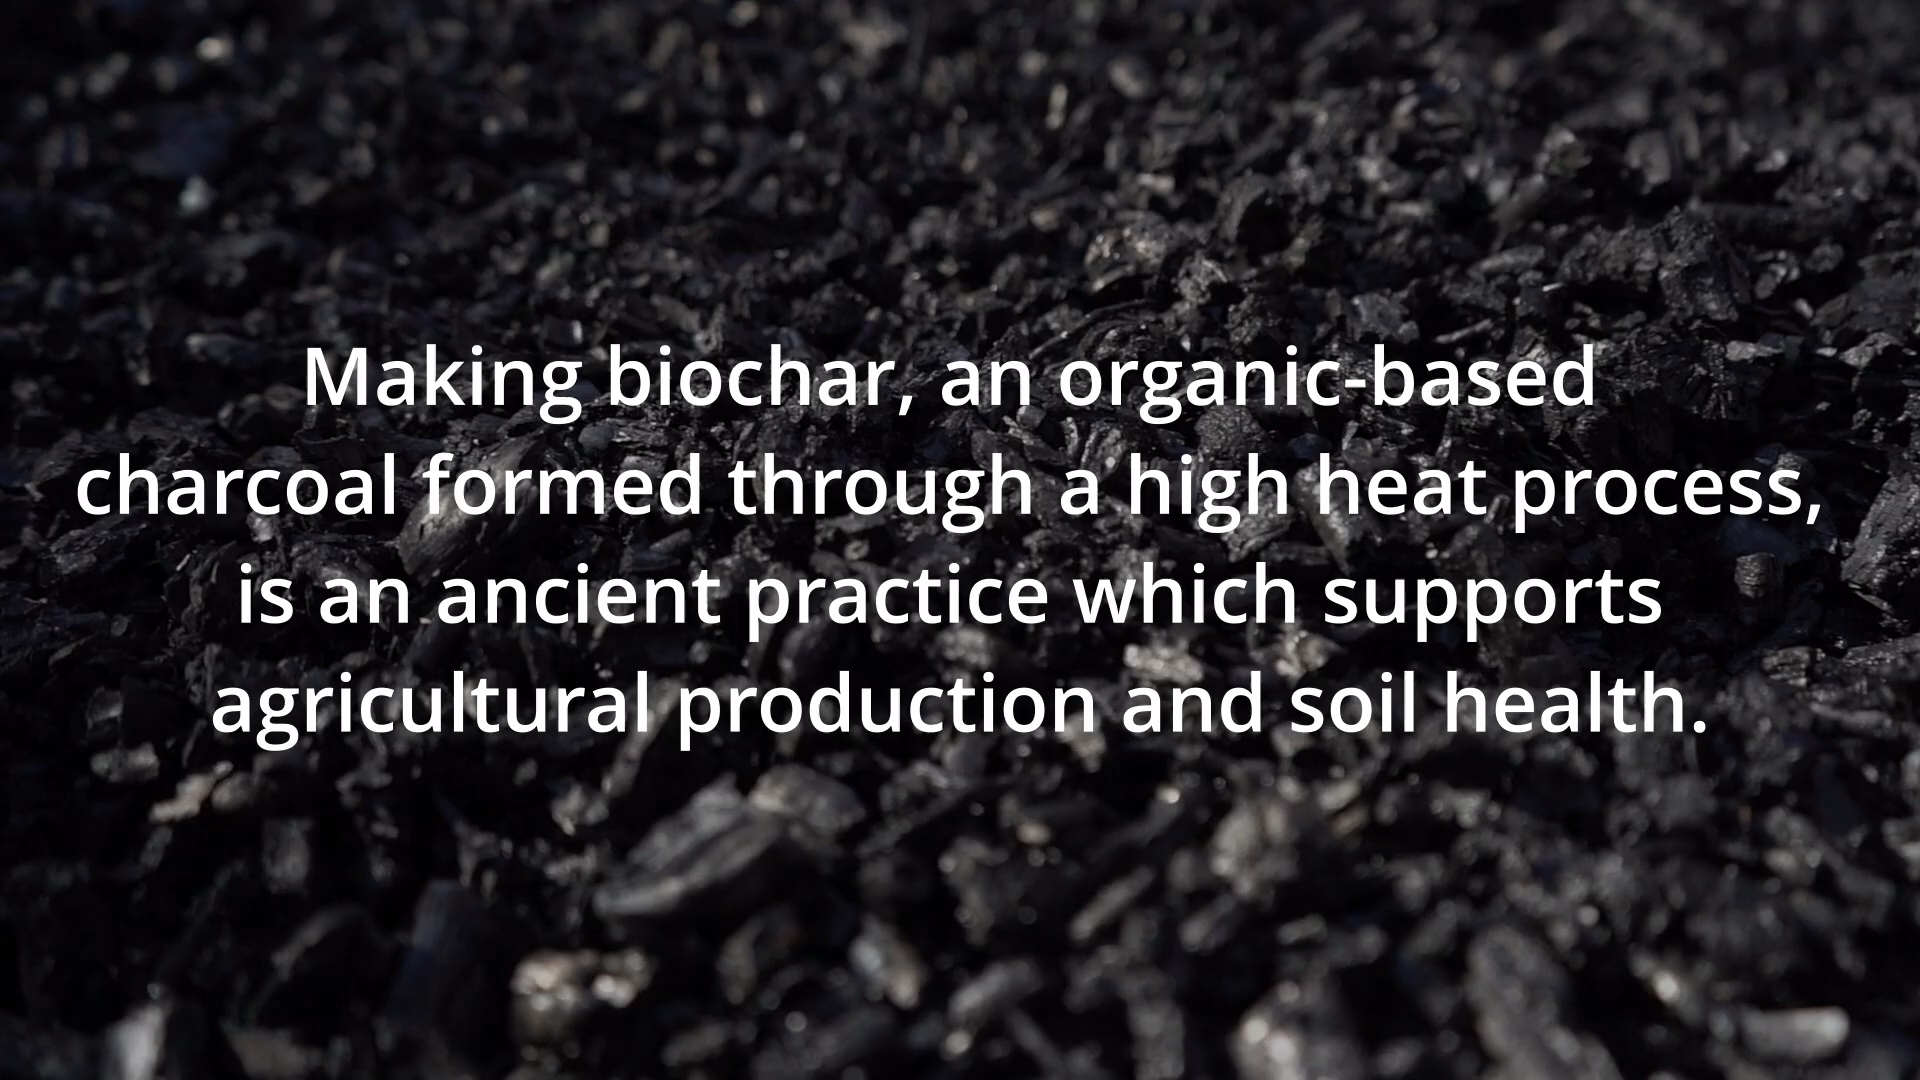 Making biochar, an organic-based
charcoal formed through a high heat process,
is an ancient practice which supports
agricultural production and soil health.